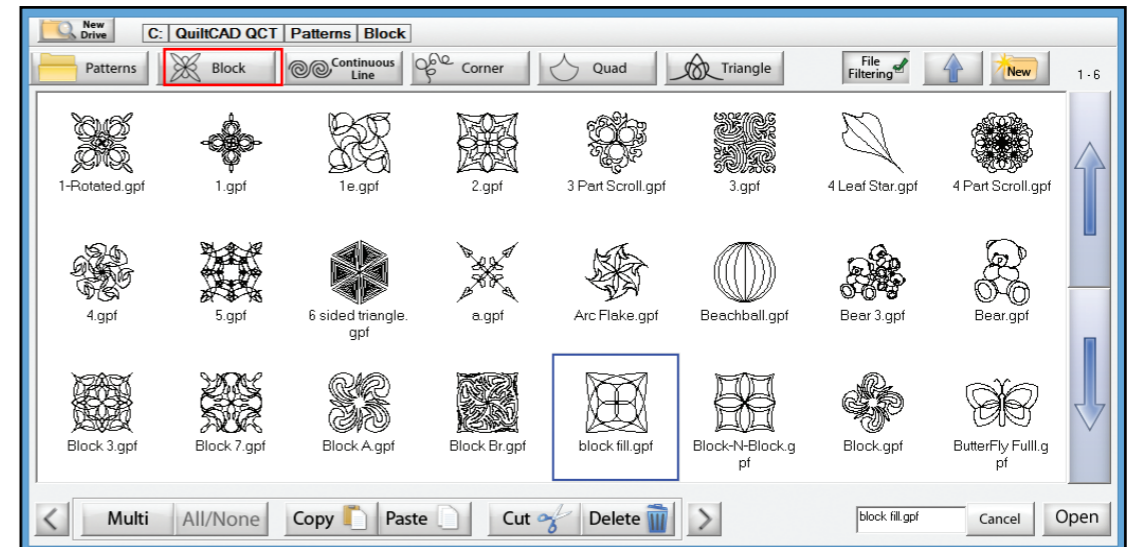 New Drive C: QuiltCAD QCT Patterns Block
Patterns Block Continuous Line Corner Quad Triangle File Filtering New 1 - 6
1-Rotated.gpf 1.gpf 1e.gpf 2.gpf 3 Part Scroll.gpf 3.gpf 4 Leaf Star.gpf 4 Part Scroll.gpf
4.gpf 5.gpf 6 sided triangle. a.gpf Arc Flake.gpf Beachball.gpf Bear 3.gpf Bear.gpf
gpf
Block 3.gpf Block 7.gpf Block A.gpf Block Br.gpf block fill.gpf Block-N-Block.g Block.gpf ButterFly Fulll.g
pf pf
Multi All/None Copy Paste Cut Delete block fill.gpf Cancel Open